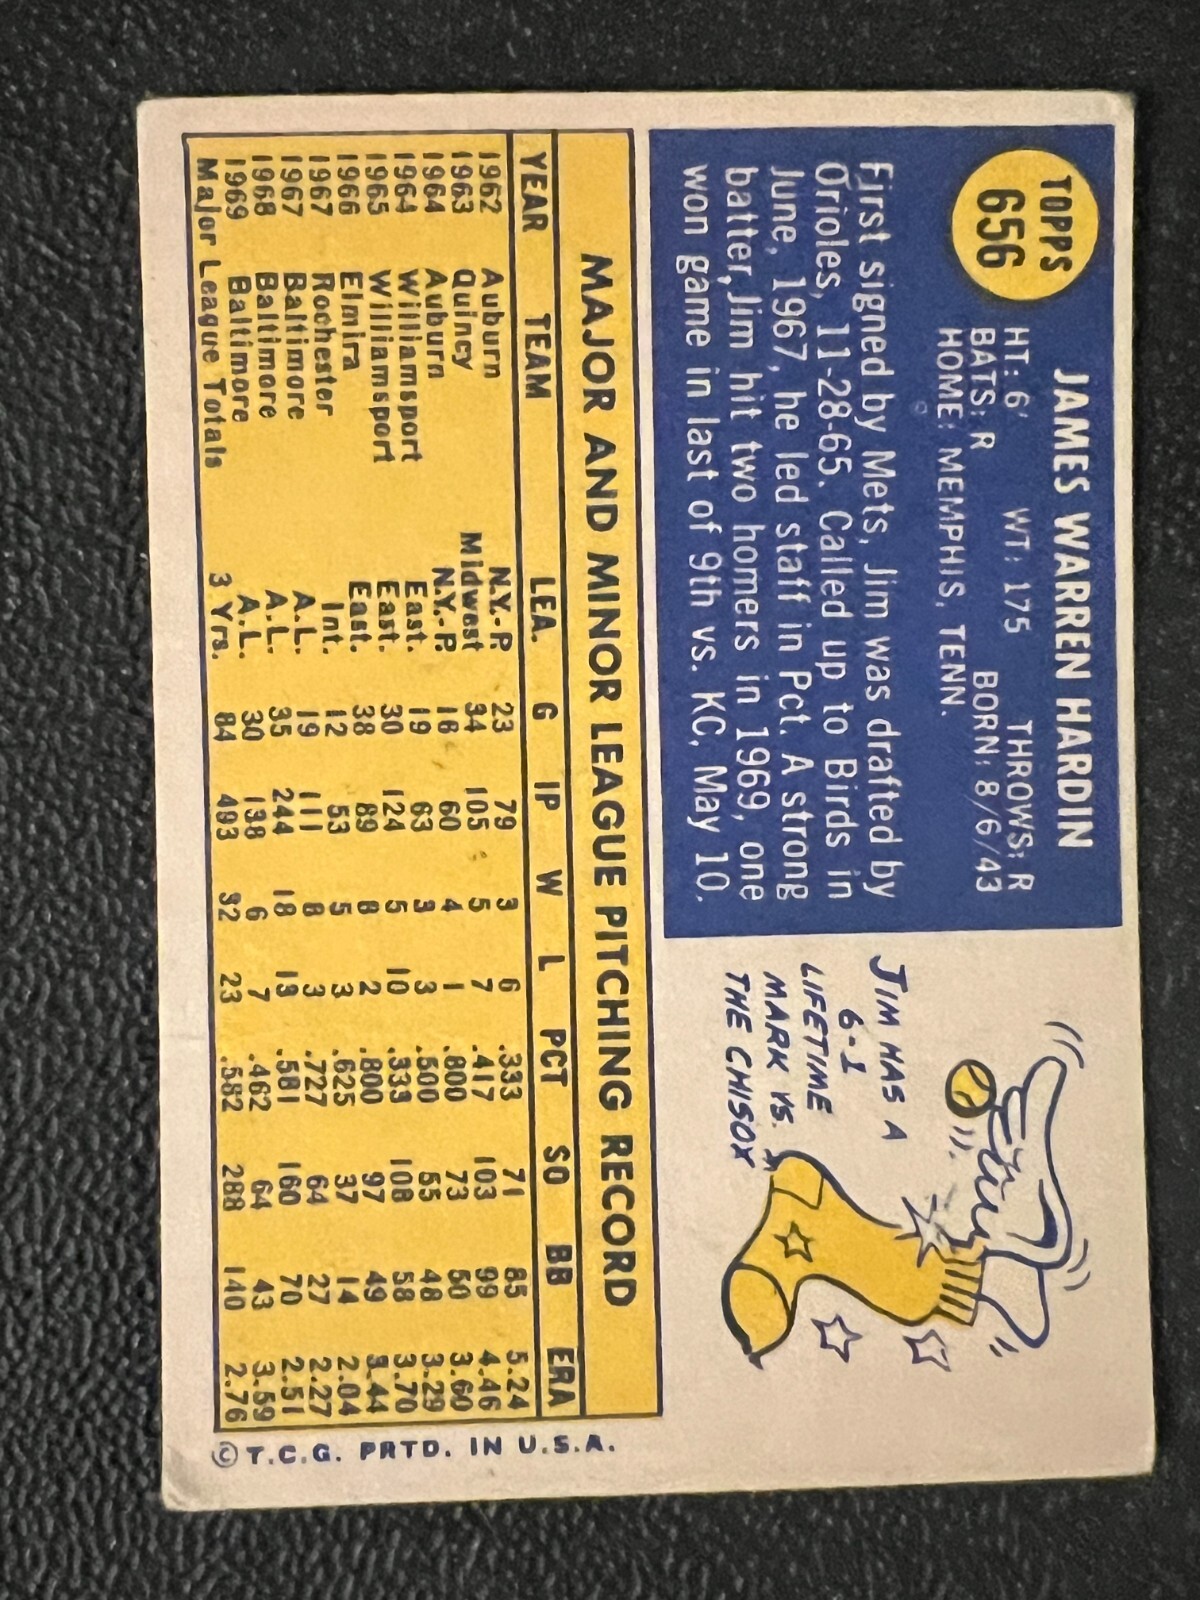 TOPPS
656
JAMES WARREN HARDIN
HT: 6' WT: 175 THROWS: R
BATS: R BORN: 8/6/43
HOME: MEMPHIS, TENN.
First signed by Mets, Jim was drafted by
Orioles, 11-28-65. Called up to Birds in
June, 1967, he led staff in Pct. A strong
batter, Jim hit two homers in 1969, one
won game in last of 9th vs. KC, May 10.
JIM HAS A
6-1
LIFETIME
MARK VS.
THE CHISOX
MAJOR AND MINOR LEAGUE PITCHING RECORD
YEAR TEAM LEA. G IP W L PCT SO BB ERA
1962 Auburn N.Y.-P. 23 79 3 6 .333 71 85 5.24
1963 Quincy Midwest 34 105 5 7 .417 103 99 4.46
1964 Auburn N.Y.-P. 16 60 4 1 .800 73 50 3.60
1964 Williamsport East. 19 63 3 3 .500 55 48 3.29
1965 Williamsport East. 30 124 5 10 .333 108 58 3.70
1966 Elmira East. 38 89 8 2 .800 97 49 3.44
1967 Rochester Int. 12 53 5 3 .625 37 14 2.04
1967 Baltimore A.L. 19 111 8 3 .727 64 27 2.27
1968 Baltimore A.L. 35 244 18 13 .581 160 70 2.51
1969 Baltimore A.L. 30 138 6 7 .462 64 43 3.59
Major League Totals 3 Yrs. 84 493 32 23 .582 288 140 2.76
© T.C.G. PRTD. IN U.S.A.